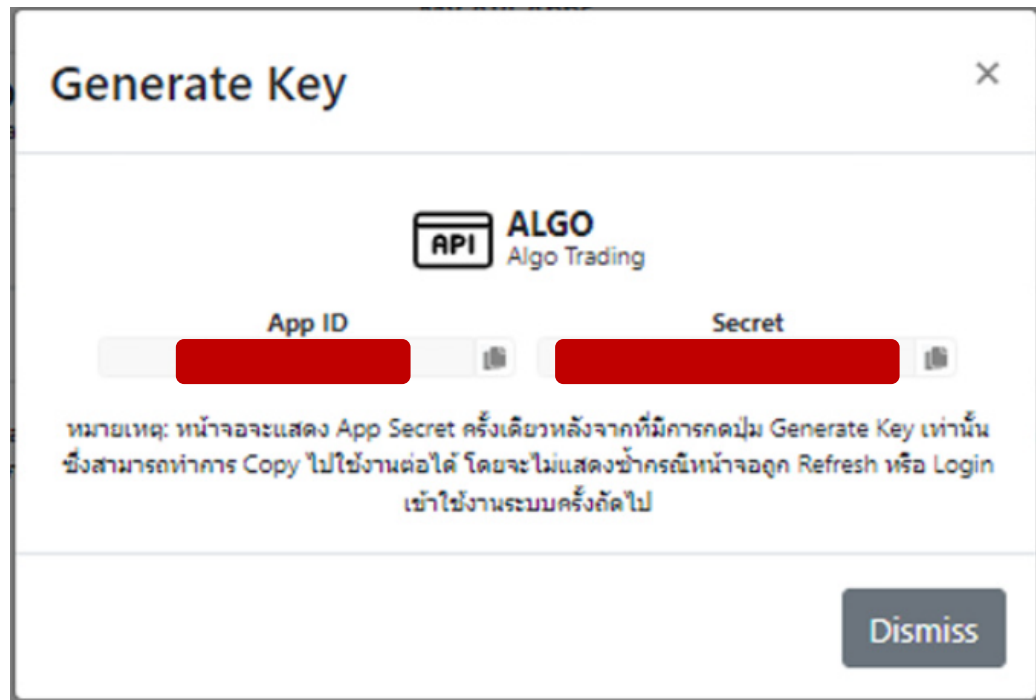 Generate Key
×
API
ALGO
Algo Trading
App ID
Secret
หมายเหตุ: หน้าจอจะแสดง App Secret ครั้งเดียวหลังจากที่มีการกดปุ่ม Generate Key เท่านั้น
ซึ่งสามารถทำการ Copy ไปใช้งานต่อได้ โดยจะไม่แสดงซ้ำกรณีหน้าจอถูก Refresh หรือ Login
เข้าใช้งานระบบครั้งถัดไป
Dismiss